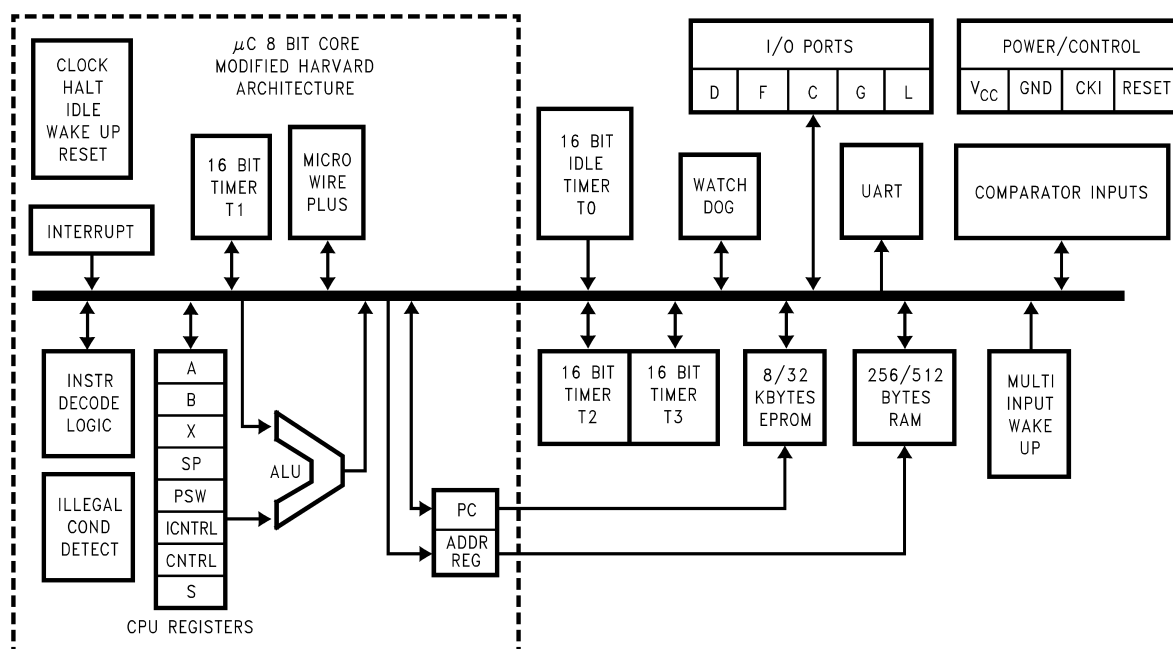 µC 8 BIT CORE
MODIFIED HARVARD
ARCHITECTURE
CLOCK
HALT
IDLE
WAKE UP
RESET
16 BIT
TIMER
T1
MICRO
WIRE
PLUS
INTERRUPT
I/O PORTS
D F C G L
POWER/CONTROL
VCC GND CKI RESET
16 BIT
IDLE
TIMER
T0
WATCH
DOG
UART
COMPARATOR INPUTS
INSTR
DECODE
LOGIC
ILLEGAL
COND
DETECT
A
B
X
SP
PSW
ICNTRL
CNTRL
S
CPU REGISTERS
ALU
PC
ADDR
REG
16 BIT
TIMER
T2
16 BIT
TIMER
T3
8/32
KBYTES
EPROM
256/512
BYTES
RAM
MULTI
INPUT
WAKE
UP